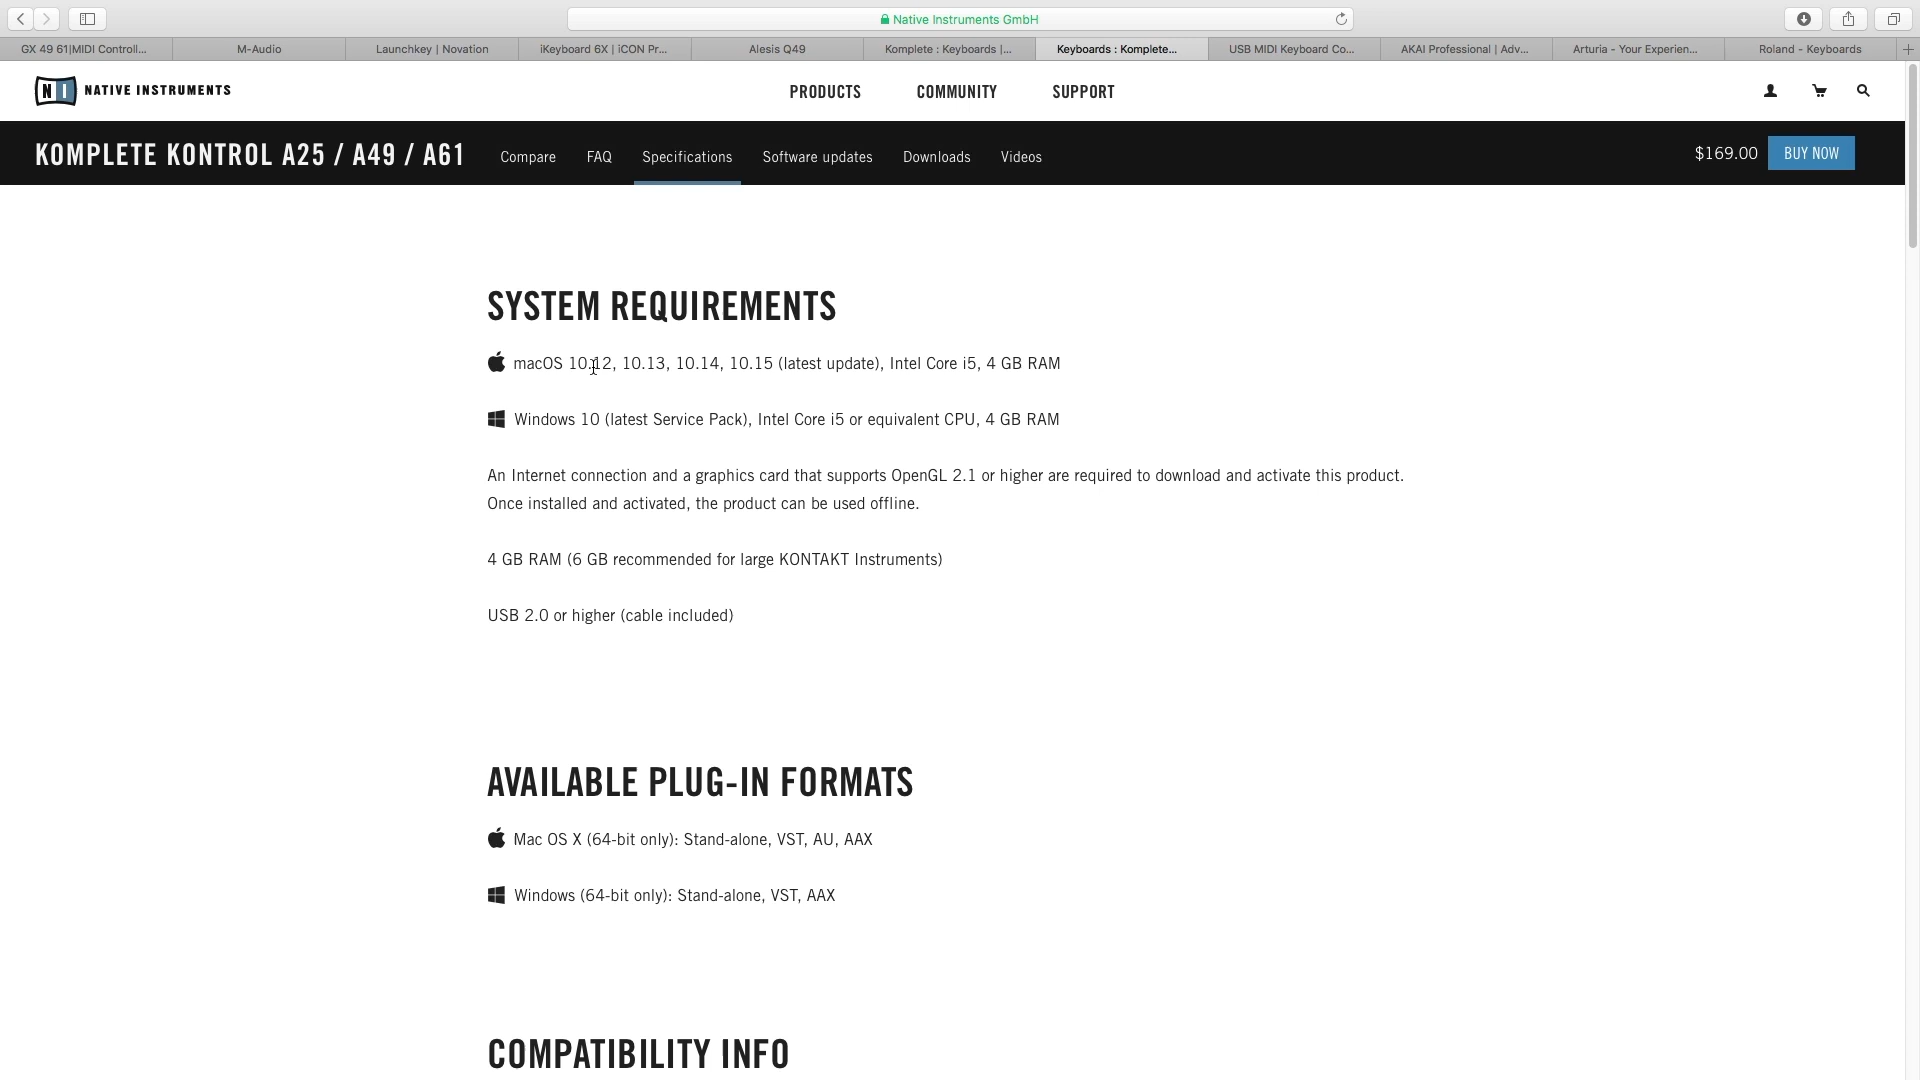 Native Instruments GmbH
GX 49 61|MIDI Controll...
M-Audio
Launchkey | Novation
iKeyboard 6X | iCON Pr...
Alesis Q49
Komplete : Keyboards |...
Keyboards : Komplete...
USB MIDI Keyboard Co...
AKAI Professional | Adv...
Arturia - Your Experien...
Roland - Keyboards
NI NATIVE INSTRUMENTS
PRODUCTS
COMMUNITY
SUPPORT
KOMPLETE KONTROL A25 / A49 / A61
Compare
FAQ
Specifications
Software updates
Downloads
Videos
$169.00
BUY NOW
SYSTEM REQUIREMENTS
macOS 10.12, 10.13, 10.14, 10.15 (latest update), Intel Core i5, 4 GB RAM
Windows 10 (latest Service Pack), Intel Core i5 or equivalent CPU, 4 GB RAM
An Internet connection and a graphics card that supports OpenGL 2.1 or higher are required to download and activate this product.
Once installed and activated, the product can be used offline.
4 GB RAM (6 GB recommended for large KONTAKT Instruments)
USB 2.0 or higher (cable included)
AVAILABLE PLUG-IN FORMATS
Mac OS X (64-bit only): Stand-alone, VST, AU, AAX
Windows (64-bit only): Stand-alone, VST, AAX
COMPATIBILITY INFO